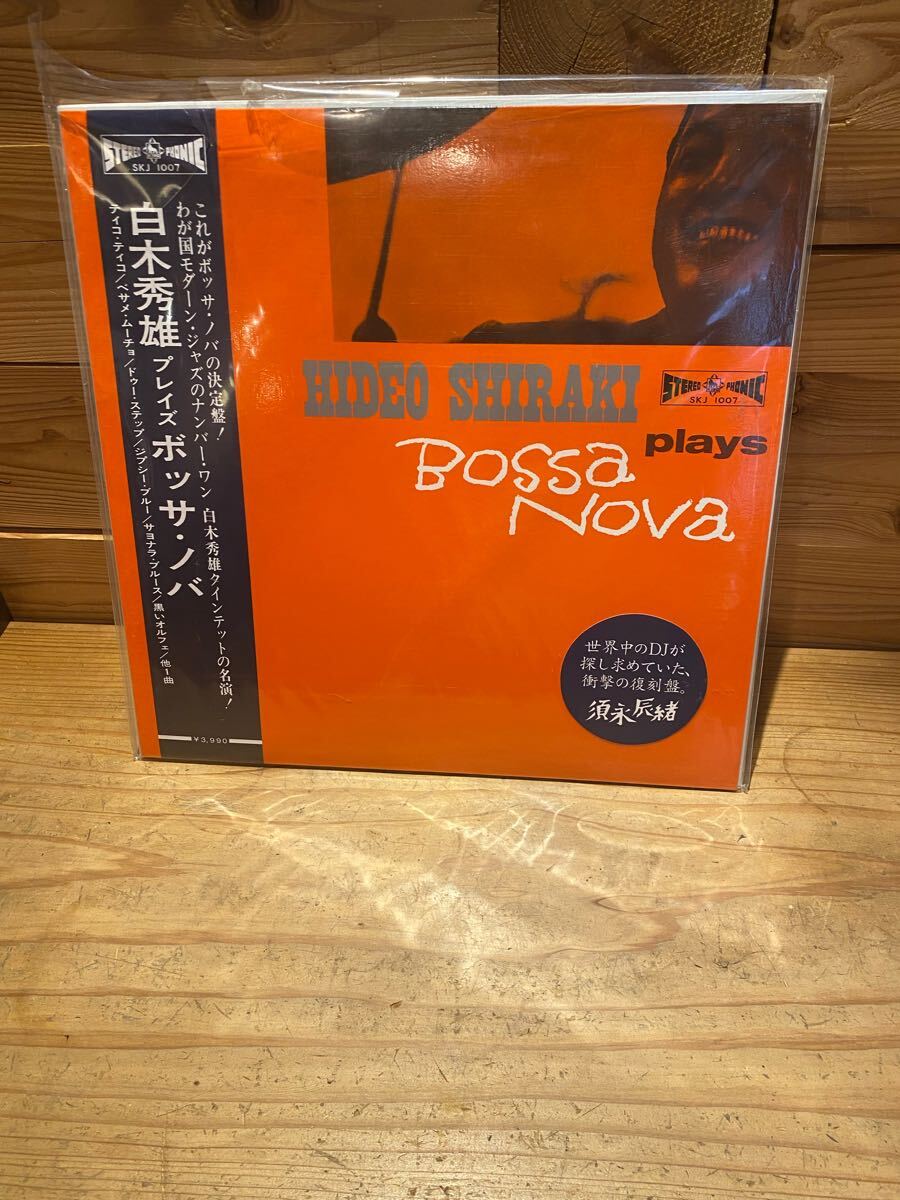 STEREO PHONIC
SKJ 1007
これがボッサ・ノバの決定盤!
わが国モダーン・ジャズのナンバー・ワン 白木秀雄クインテットの名演!
白木秀雄 プレイズ ボッサ・ノバ
ティコ・ティコ/ベサメ・ムーチョ/ドゥー・ステップ/ジプシー・ブルー/サヨナラ・ブルース/黒いオルフェ/他1曲
¥3,990
HIDEO SHIRAKI
STEREO PHONIC
SKJ 1007
plays
Bossa
Nova
世界中のDJが
探し求めていた、
衝撃の復刻盤。
須永辰緒